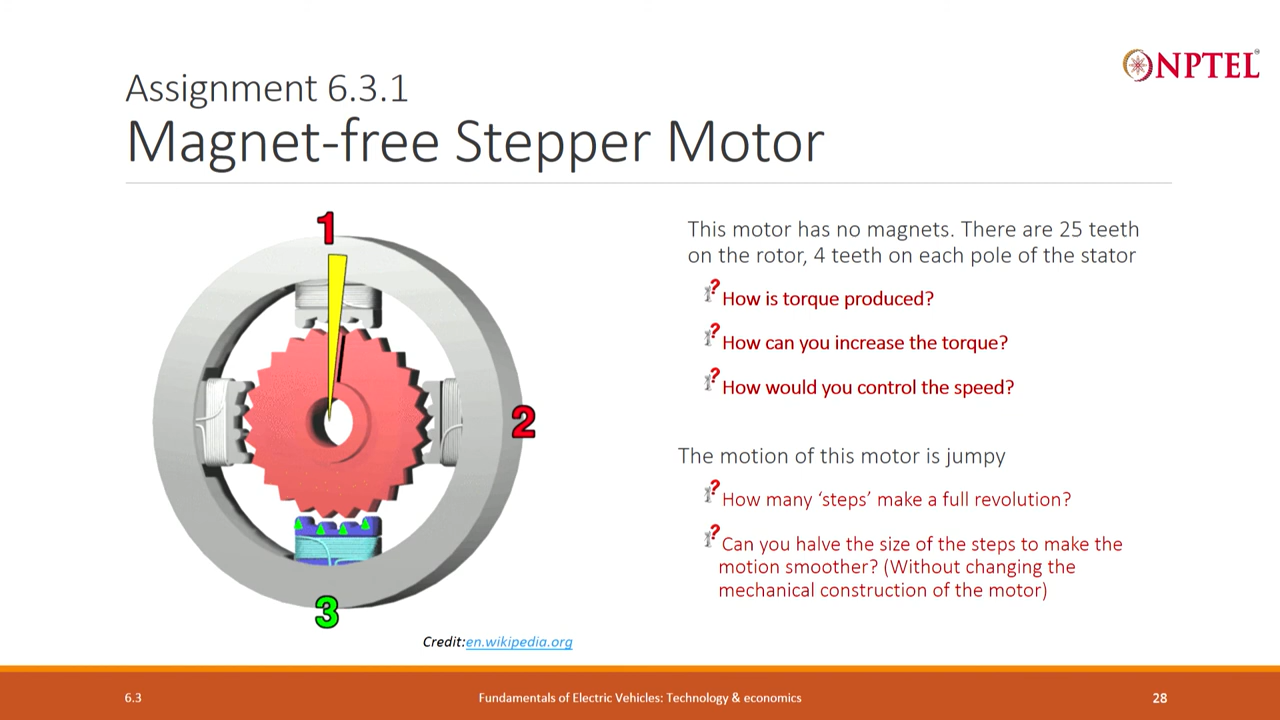 NPTEL
Assignment 6.3.1
Magnet-free Stepper Motor
1
2
3
Credit:en.wikipedia.org
This motor has no magnets. There are 25 teeth
on the rotor, 4 teeth on each pole of the stator
? How is torque produced?
? How can you increase the torque?
? How would you control the speed?
The motion of this motor is jumpy
? How many ‘steps’ make a full revolution?
? Can you halve the size of the steps to make the
motion smoother? (Without changing the
mechanical construction of the motor)
6.3
Fundamentals of Electric Vehicles: Technology & economics
28